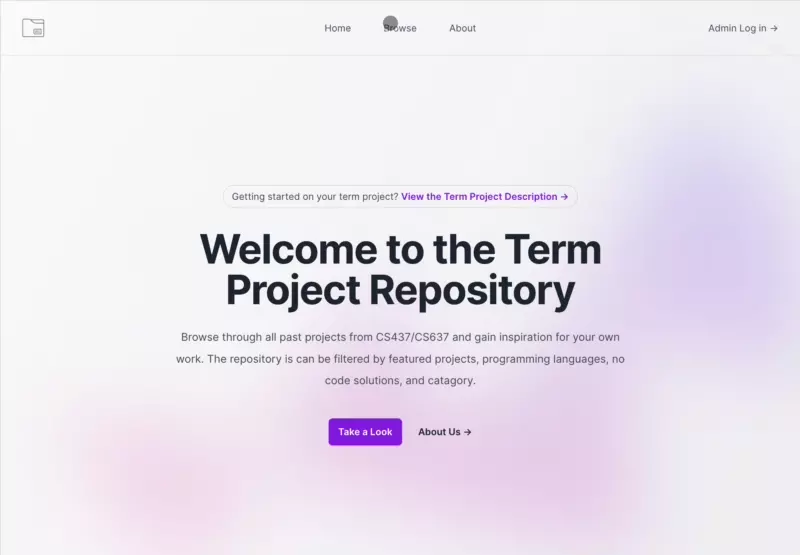 Home Browse About Admin Log in →
Getting started on your term project? View the Term Project Description →
Welcome to the Term
Project Repository
Browse through all past projects from CS437/CS637 and gain inspiration for your own
work. The repository is can be filtered by featured projects, programming languages, no
code solutions, and catagory.
Take a Look About Us →